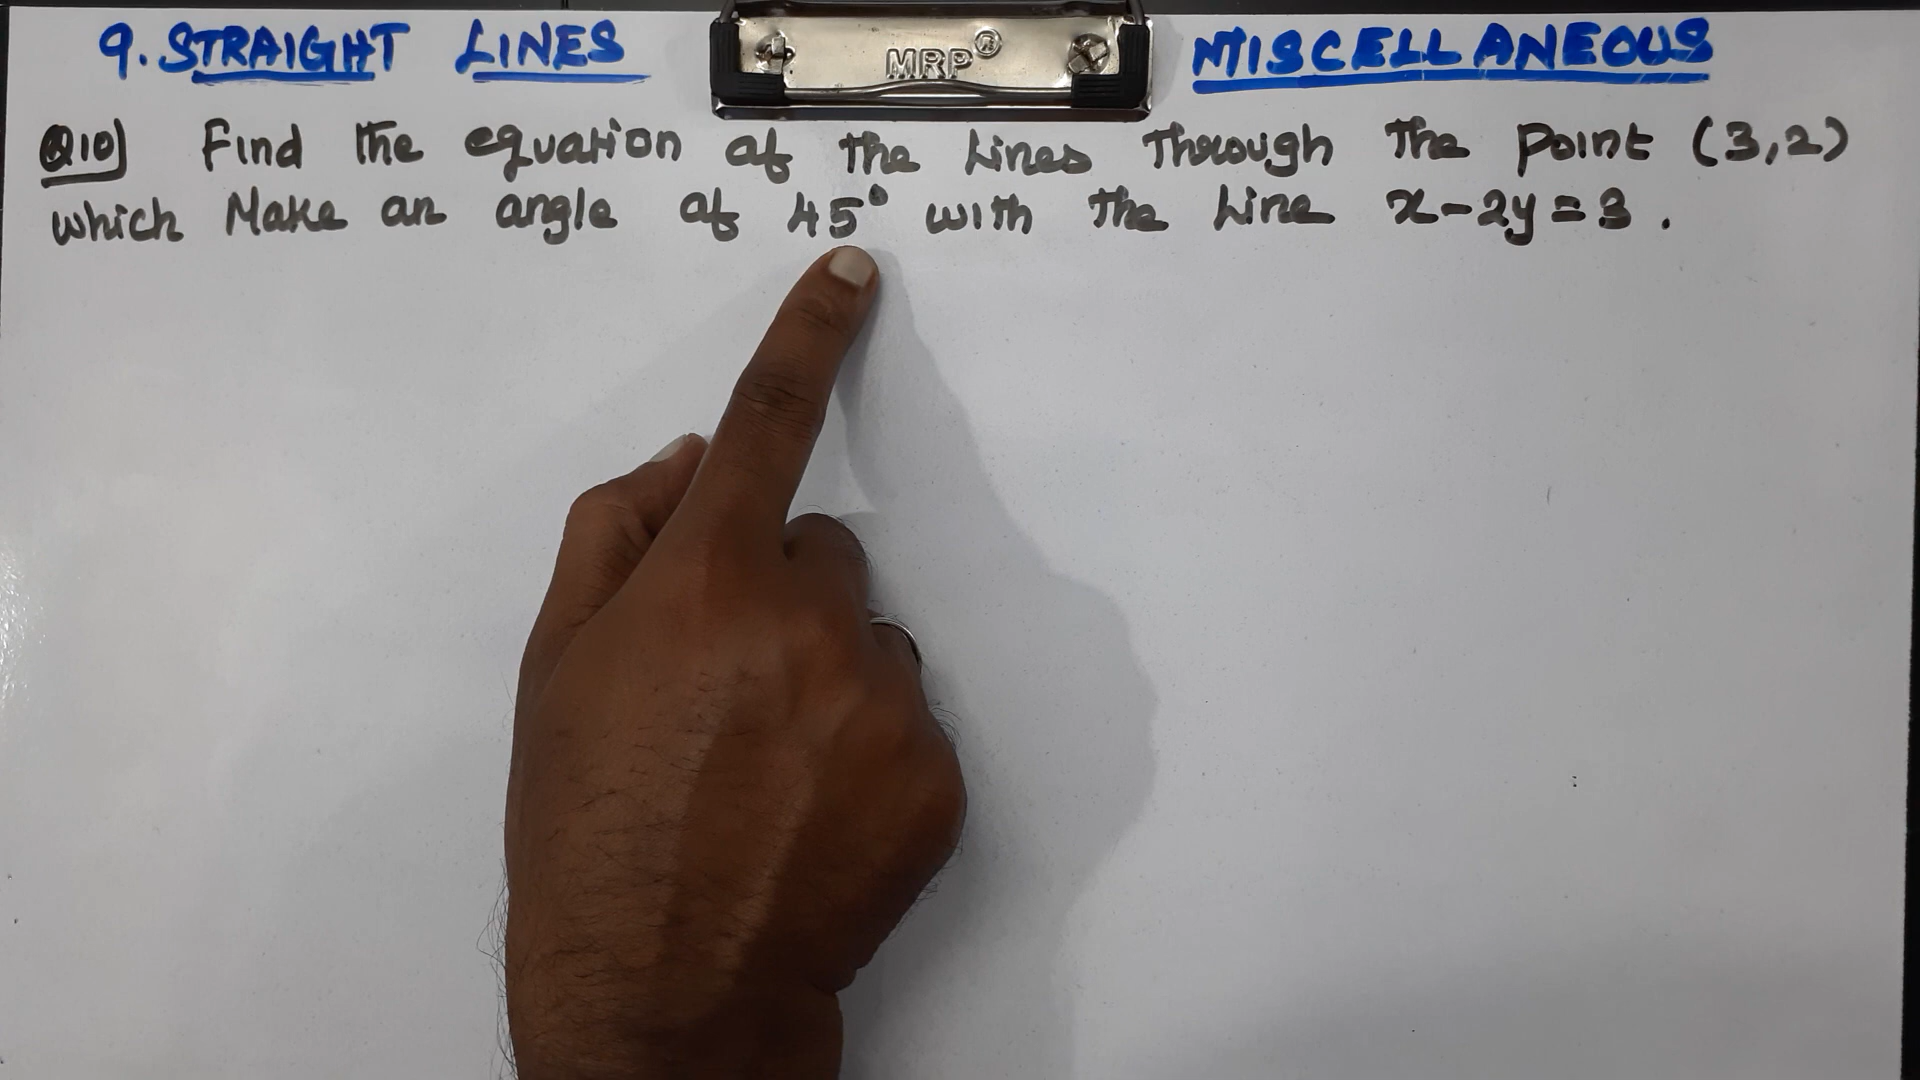 9. STRAIGHT LINES
MRP®
MISCELLANEOUS
Q10) Find the equation of the Lines Through The point (3,2)
which Make an angle of 45° with the Line x-2y=3.